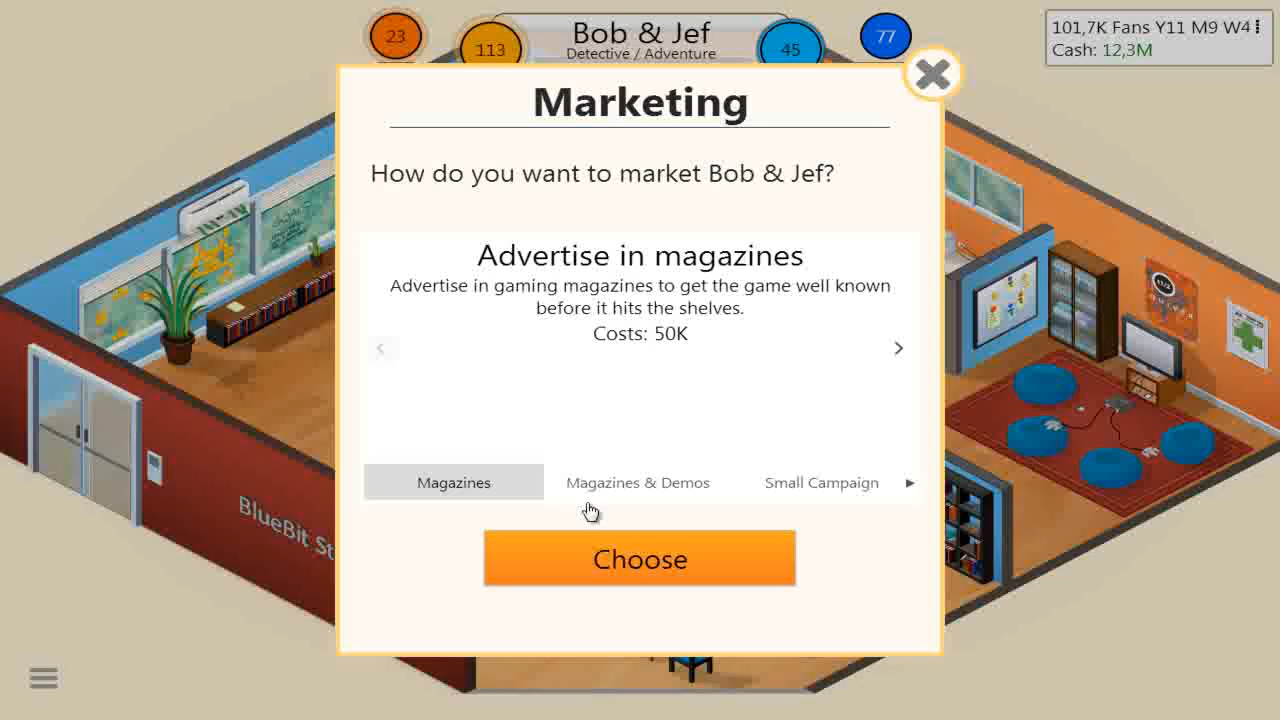 23
113
Bob & Jef
Detective / Adventure
45
77
101,7K Fans Y11 M9 W4
Cash: 12,3M
Marketing
How do you want to market Bob & Jef?
Advertise in magazines
Advertise in gaming magazines to get the game well known
before it hits the shelves.
Costs: 50K
Magazines
Magazines & Demos
Small Campaign
BlueBit St
Choose